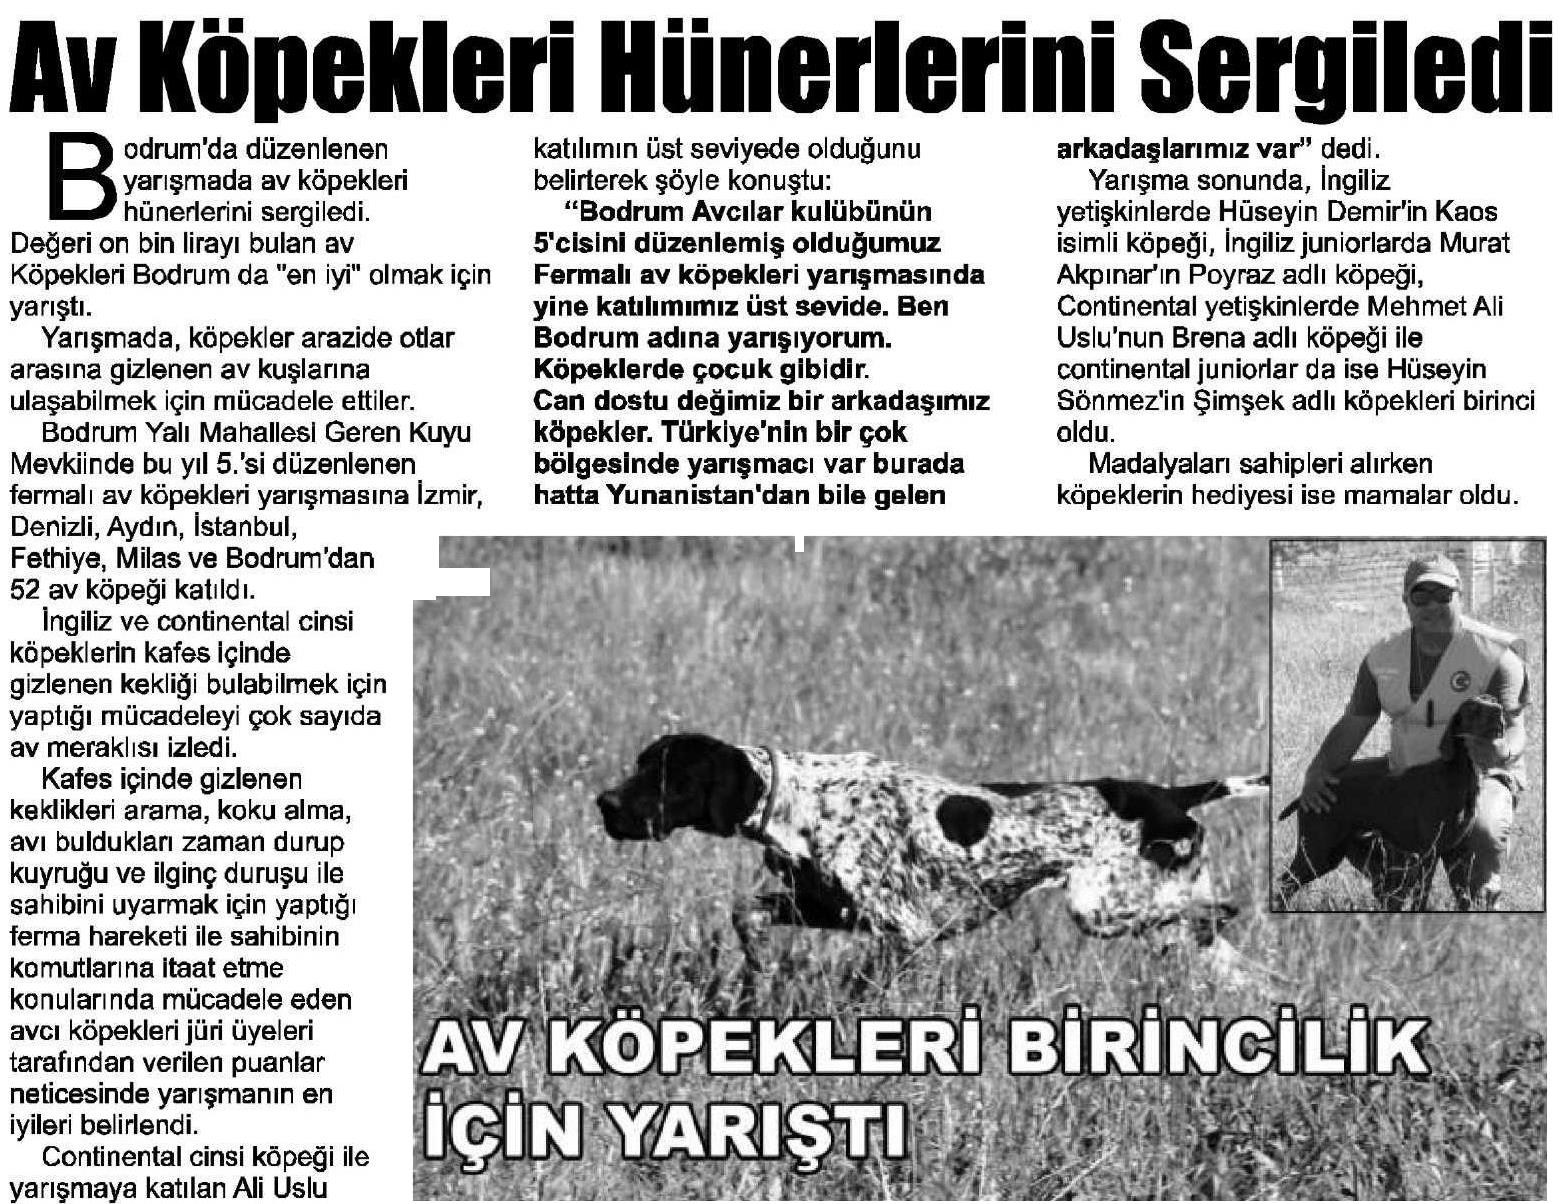 Av Köpekleri Hünerlerini Sergiledi
Bodrum'da düzenlenen
yarışmada av köpekleri
hünerlerini sergiledi.
Değeri on bin lirayı bulan av
Köpekleri Bodrum da "en iyi" olmak için
yarıştı.
Yarışmada, köpekler arazide otlar
arasına gizlenen av kuşlarına
ulaşabilmek için mücadele ettiler.
Bodrum Yalı Mahallesi Geren Kuyu
Mevkiinde bu yıl 5.'si düzenlenen
fermalı av köpekleri yarışmasına İzmir,
Denizli, Aydın, İstanbul,
Fethiye, Milas ve Bodrum'dan
52 av köpeği katıldı.
İngiliz ve continental cinsi
köpeklerin kafes içinde
gizlenen kekliği bulabilmek için
yaptığı mücadeleyi çok sayıda
av meraklısı izledi.
Kafes içinde gizlenen
keklikleri arama, koku alma,
avı buldukları zaman durup
kuyruğu ve ilginç duruşu ile
sahibini uyarmak için yaptığı
ferma hareketi ile sahibinin
komutlarına itaat etme
konularında mücadele eden
avcı köpekleri jüri üyeleri
tarafından verilen puanlar
neticesinde yarışmanın en
iyileri belirlendi.
Continental cinsi köpeği ile
yarışmaya katılan Ali Uslu
katılımın üst seviyede olduğunu
belirterek şöyle konuştu:
“Bodrum Avcılar kulübünün
5'cisini düzenlemiş olduğumuz
Fermalı av köpekleri yarışmasında
yine katılımımız üst sevide. Ben
Bodrum adına yarışıyorum.
Köpeklerde çocuk gibidir.
Can dostu değimiz bir arkadaşımız
köpekler. Türkiye'nin bir çok
bölgesinde yarışmacı var burada
hatta Yunanistan'dan bile gelen
arkadaşlarımız var” dedi.
Yarışma sonunda, İngiliz
yetişkinlerde Hüseyin Demir'in Kaos
isimli köpeği, İngiliz juniorlarda Murat
Akpınar'ın Poyraz adlı köpeği,
Continental yetişkinlerde Mehmet Ali
Uslu'nun Brena adlı köpeği ile
continental juniorlar da ise Hüseyin
Sönmez'in Şimşek adlı köpekleri birinci
oldu.
Madalyaları sahipleri alırken
köpeklerin hediyesi ise mamalar oldu.
AV KÖPEKLERİ BİRİNCİLİK
İÇİN YARIŞTI